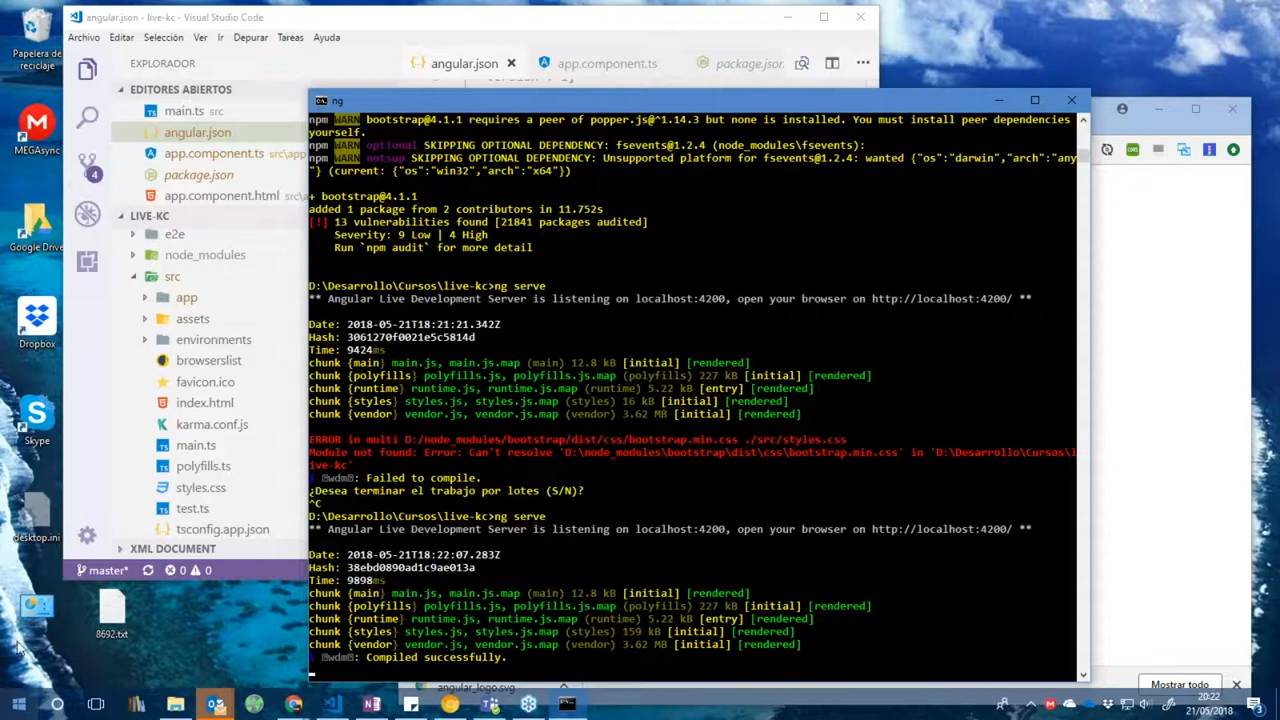 Papelera de
reciclaje
MEGAsync
Google Drive
Dropbox
Skype
desktop.ini
8692.txt
angular.json - live-kc - Visual Studio Code
Archivo Editar Selección Ver Ir Depurar Tareas Ayuda
EXPLORADOR
angular.json
app.component.ts
package.json
EDITORES ABIERTOS
main.ts src
angular.json
app.component.ts src\app
package.json
app.component.html src\a
4
LIVE-KC
e2e
node_modules
src
app
assets
environments
browserslist
favicon.ico
index.html
karma.conf.js
main.ts
polyfills.ts
styles.css
test.ts
tsconfig.app.json
XML DOCUMENT
master* 0 0
ng
npm WARN bootstrap@4.1.1 requires a peer of popper.js@^1.14.3 but none is installed. You must install peer dependencies
yourself.
npm WARN optional SKIPPING OPTIONAL DEPENDENCY: fsevents@1.2.4 (node_modules\fsevents):
npm WARN notsup SKIPPING OPTIONAL DEPENDENCY: Unsupported platform for fsevents@1.2.4: wanted {"os":"darwin","arch":"any
"} (current: {"os":"win32","arch":"x64"})
+ bootstrap@4.1.1
added 1 package from 2 contributors in 11.752s
[!] 13 vulnerabilities found [21841 packages audited]
Severity: 9 Low | 4 High
Run `npm audit` for more detail
D:\Desarrollo\Cursos\live-kc>ng serve
** Angular Live Development Server is listening on localhost:4200, open your browser on http://localhost:4200/ **
Date: 2018-05-21T18:21:21.342Z
Hash: 3061270f0021e5c5814d
Time: 9424ms
chunk {main} main.js, main.js.map (main) 12.8 kB [initial] [rendered]
chunk {polyfills} polyfills.js, polyfills.js.map (polyfills) 227 kB [initial] [rendered]
chunk {runtime} runtime.js, runtime.js.map (runtime) 5.22 kB [entry] [rendered]
chunk {styles} styles.js, styles.js.map (styles) 16 kB [initial] [rendered]
chunk {vendor} vendor.js, vendor.js.map (vendor) 3.62 MB [initial] [rendered]
ERROR in multi D:/node_modules/bootstrap/dist/css/bootstrap.min.css ./src/styles.css
Module not found: Error: Can't resolve 'D:\node_modules\bootstrap\dist\css\bootstrap.min.css' in 'D:\Desarrollo\Cursos\l
ive-kc'
i ｢wdm｣: Failed to compile.
¿Desea terminar el trabajo por lotes (S/N)?
^C
D:\Desarrollo\Cursos\live-kc>ng serve
** Angular Live Development Server is listening on localhost:4200, open your browser on http://localhost:4200/ **
Date: 2018-05-21T18:22:07.283Z
Hash: 38ebd0890ad1c9ae013a
Time: 9898ms
chunk {main} main.js, main.js.map (main) 12.8 kB [initial] [rendered]
chunk {polyfills} polyfills.js, polyfills.js.map (polyfills) 227 kB [initial] [rendered]
chunk {runtime} runtime.js, runtime.js.map (runtime) 5.22 kB [entry] [rendered]
chunk {styles} styles.js, styles.js.map (styles) 159 kB [initial] [rendered]
chunk {vendor} vendor.js, vendor.js.map (vendor) 3.62 MB [initial] [rendered]
i ｢wdm｣: Compiled successfully.
angular_logo.svg
Mostrar todo
20:22
21/05/2018
3